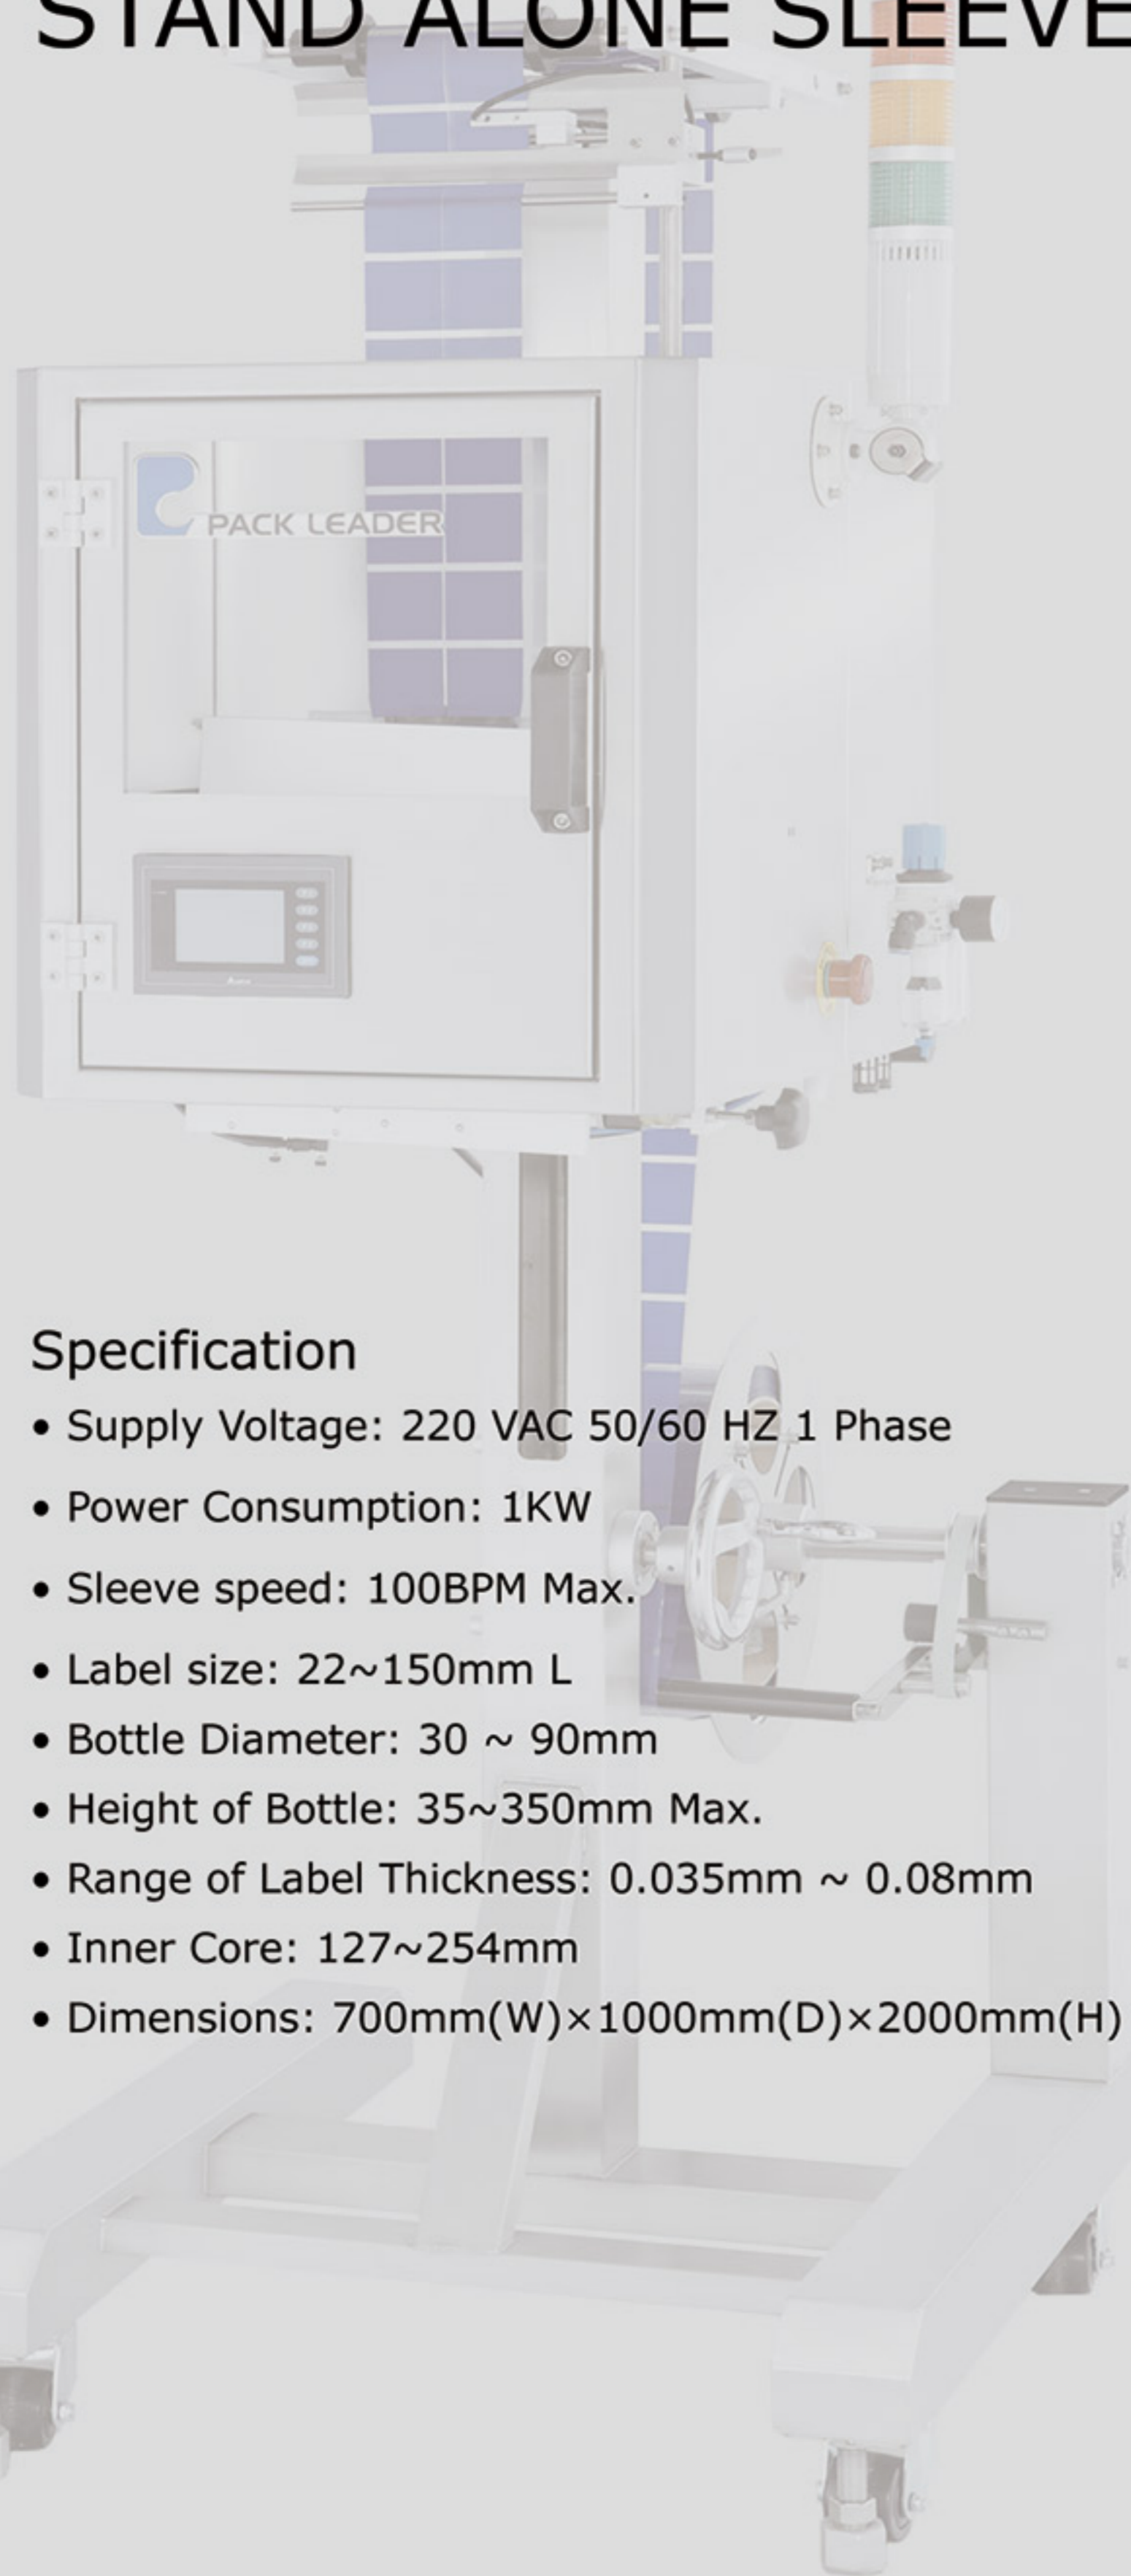 STAND ALONE SLEEVE
PACK LEADER
Specification
• Supply Voltage: 220 VAC 50/60 HZ 1 Phase
• Power Consumption: 1KW
• Sleeve speed: 100BPM Max.
• Label size: 22~150mm L
• Bottle Diameter: 30 ~ 90mm
• Height of Bottle: 35~350mm Max.
• Range of Label Thickness: 0.035mm ~ 0.08mm
• Inner Core: 127~254mm
• Dimensions: 700mm(W)×1000mm(D)×2000mm(H)